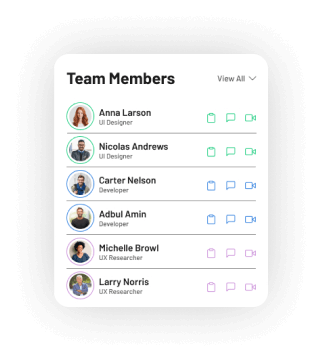 Team Members
View All
Anna Larson
UI Designer
Nicolas Andrews
UI Designer
Carter Nelson
Developer
Adbul Amin
Developer
Michelle Browl
UX Researcher
Larry Norris
UX Researcher